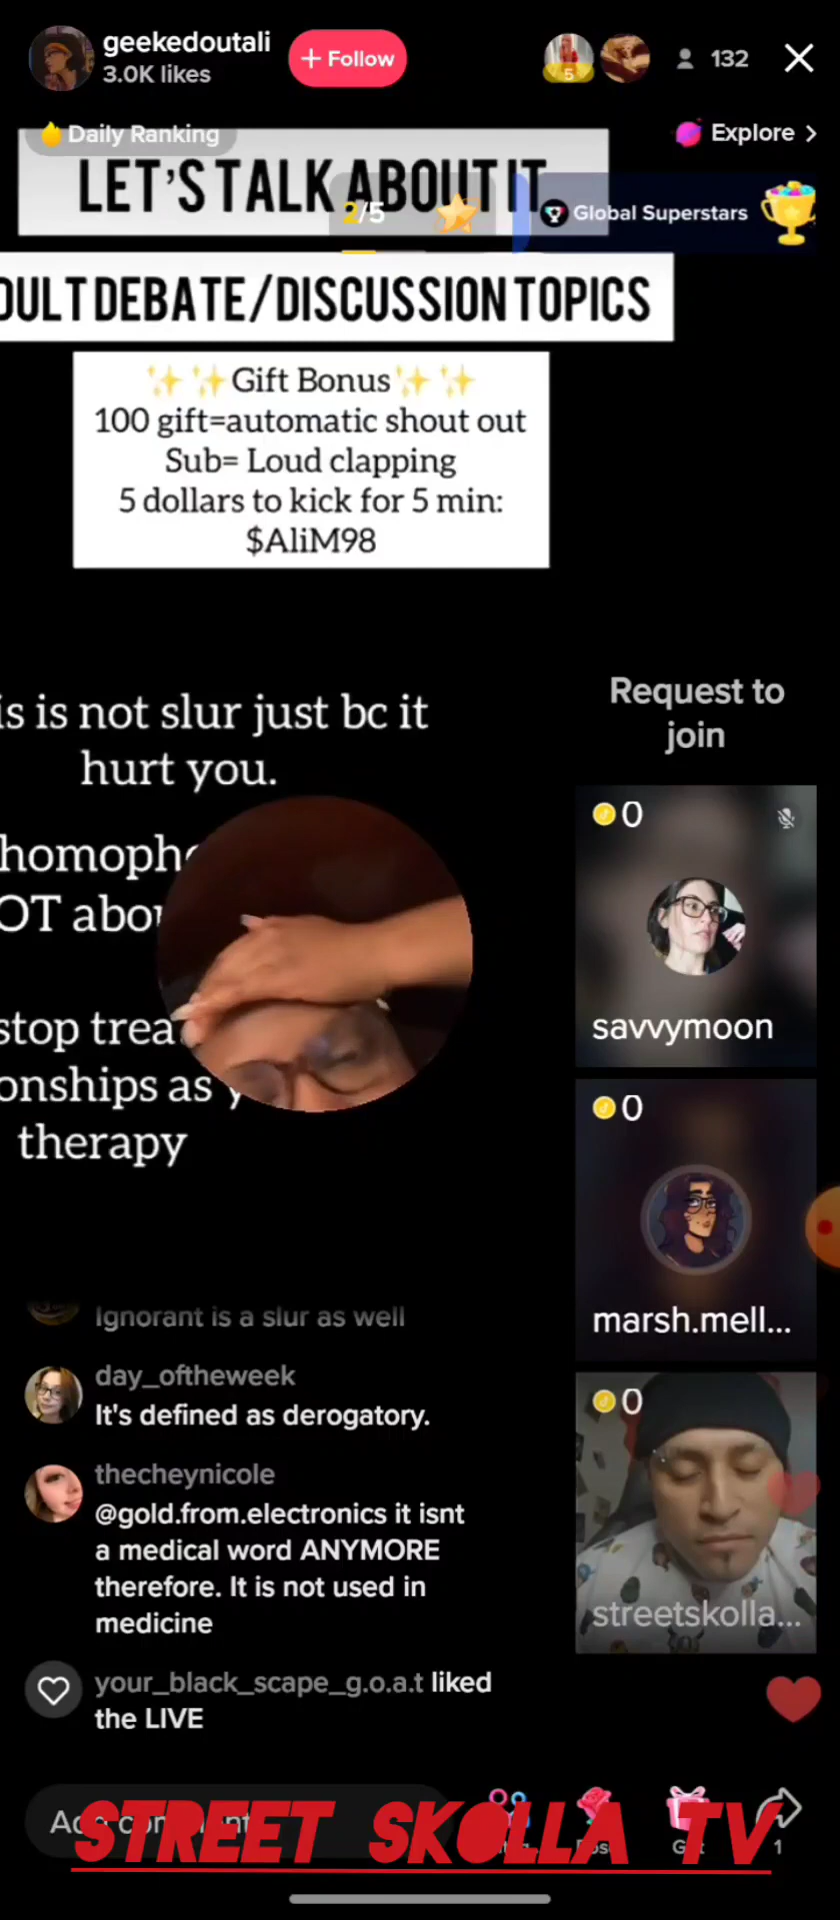 geekedoutali
3.0K likes
+ Follow
5
132
Daily Ranking
Explore >
LET'S TALK ABOUT IT
2/5
Global Superstars
DULT DEBATE/DISCUSSION TOPICS
✨✨Gift Bonus✨✨
100 gift=automatic shout out
Sub= Loud clapping
5 dollars to kick for 5 min:
$AliM98
is is not slur just bc it
hurt you.
homopho
OT abou
stop trea
onships as y
therapy
Request to
join
0
savvymoon
0
marsh.mell...
0
streetskolla...
Ignorant is a slur as well
day_oftheweek
It's defined as derogatory.
thecheynicole
@gold.from.electronics it isnt
a medical word ANYMORE
therefore. It is not used in
medicine
your_black_scape_g.o.a.t liked
the LIVE
STREET SKOLLA TV
1